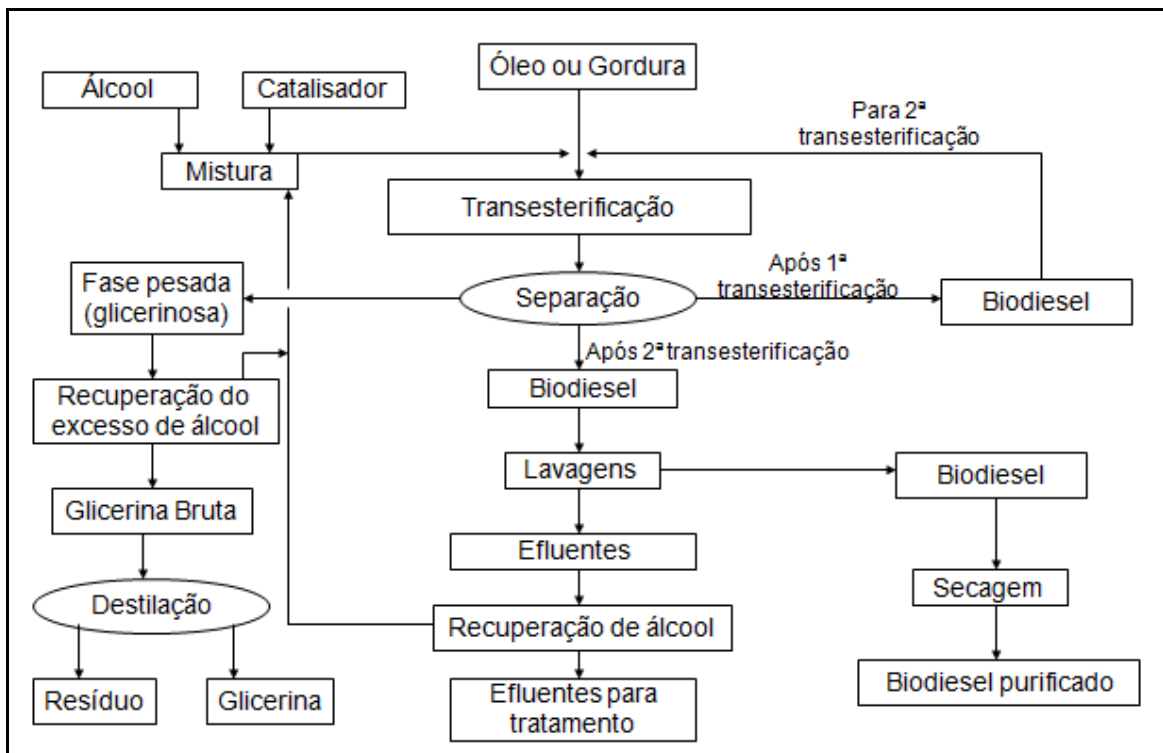 Óleo ou Gordura
Álcool
Catalisador
Para 2ª
transesterificação
Mistura
Transesterificação
Fase pesada
(glicerinosa)
Separação
Após 1ª
transesterificação
Biodiesel
Após 2ª transesterificação
Recuperação do
excesso de álcool
Biodiesel
Lavagens
Biodiesel
Glicerina Bruta
Efluentes
Secagem
Destilação
Recuperação de álcool
Resíduo
Glicerina
Efluentes para
tratamento
Biodiesel purificado